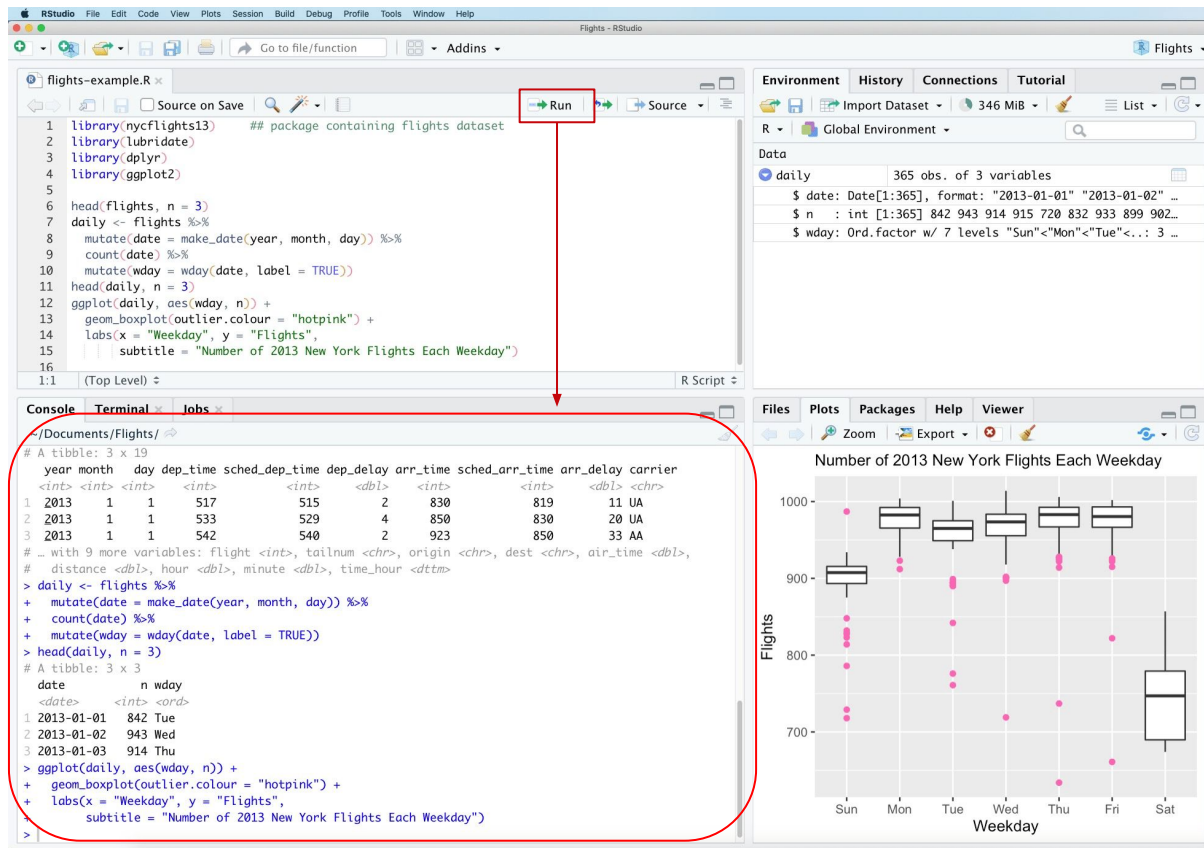 RStudio File Edit Code View Plots Session Build Debug Profile Tools Window Help
Flights - RStudio
Go to file/function Addins Flights
flights-example.R
Source on Save Run Source
1 library(nycflights13) ## package containing flights dataset
2 library(lubridate)
3 library(dplyr)
4 library(ggplot2)
5
6 head(flights, n = 3)
7 daily <- flights %>%
8 mutate(date = make_date(year, month, day)) %>%
9 count(date) %>%
10 mutate(wday = wday(date, label = TRUE))
11 head(daily, n = 3)
12 ggplot(daily, aes(wday, n)) +
13 geom_boxplot(outlier.colour = "hotpink") +
14 labs(x = "Weekday", y = "Flights",
15 subtitle = "Number of 2013 New York Flights Each Weekday")
16
1:1 (Top Level) R Script
Environment History Connections Tutorial
Import Dataset 346 MiB List
R Global Environment
Data
daily 365 obs. of 3 variables
$ date: Date[1:365], format: "2013-01-01" "2013-01-02" …
$ n : int [1:365] 842 943 914 915 720 832 933 899 902…
$ wday: Ord.factor w/ 7 levels "Sun"<"Mon"<"Tue"<..: 3 …
Console Terminal Jobs
~/Documents/Flights/
# A tibble: 3 x 19
year month day dep_time sched_dep_time dep_delay arr_time sched_arr_time arr_delay carrier
<int> <int> <int> <int> <int> <dbl> <int> <int> <dbl> <chr>
1 2013 1 1 517 515 2 830 819 11 UA
2 2013 1 1 533 529 4 850 830 20 UA
3 2013 1 1 542 540 2 923 850 33 AA
# … with 9 more variables: flight <int>, tailnum <chr>, origin <chr>, dest <chr>, air_time <dbl>,
# distance <dbl>, hour <dbl>, minute <dbl>, time_hour <dttm>
> daily <- flights %>%
+ mutate(date = make_date(year, month, day)) %>%
+ count(date) %>%
+ mutate(wday = wday(date, label = TRUE))
> head(daily, n = 3)
# A tibble: 3 x 3
date n wday
<date> <int> <ord>
1 2013-01-01 842 Tue
2 2013-01-02 943 Wed
3 2013-01-03 914 Thu
> ggplot(daily, aes(wday, n)) +
+ geom_boxplot(outlier.colour = "hotpink") +
+ labs(x = "Weekday", y = "Flights",
+ subtitle = "Number of 2013 New York Flights Each Weekday")
>
Files Plots Packages Help Viewer
Zoom Export
Number of 2013 New York Flights Each Weekday
1000
900
800
700
Flights
Sun Mon Tue Wed Thu Fri Sat
Weekday